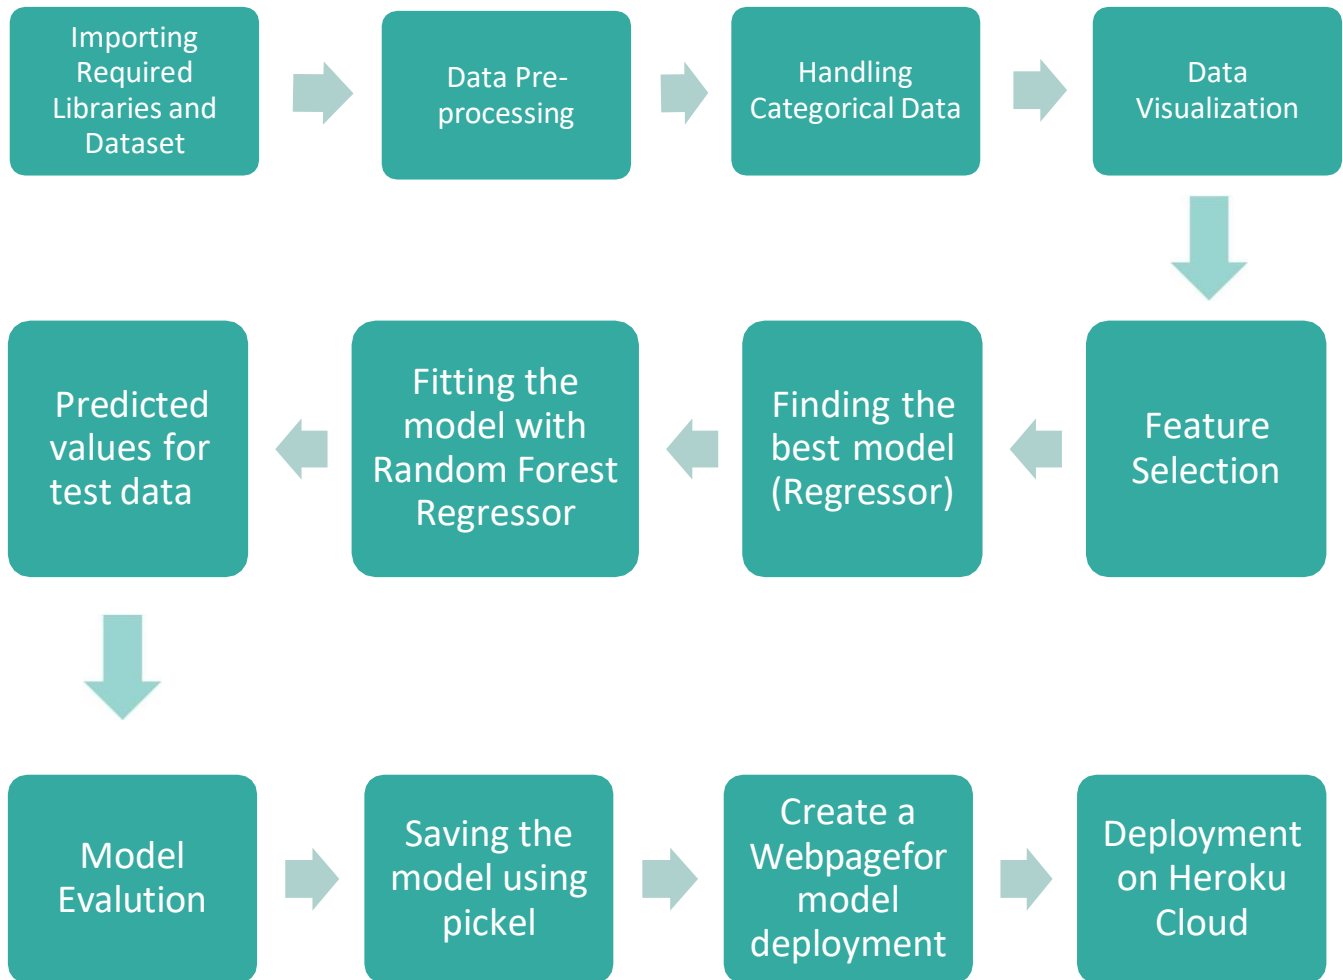 Importing
Required
Libraries and
Dataset
Data Pre-
processing
Handling
Categorical Data
Data
Visualization
Feature
Selection
Finding the
best model
(Regressor)
Fitting the
model with
Random Forest
Regressor
Predicted
values for
test data
Model
Evalution
Saving the
model using
pickel
Create a
Webpagefor
model
deployment
Deployment
on Heroku
Cloud